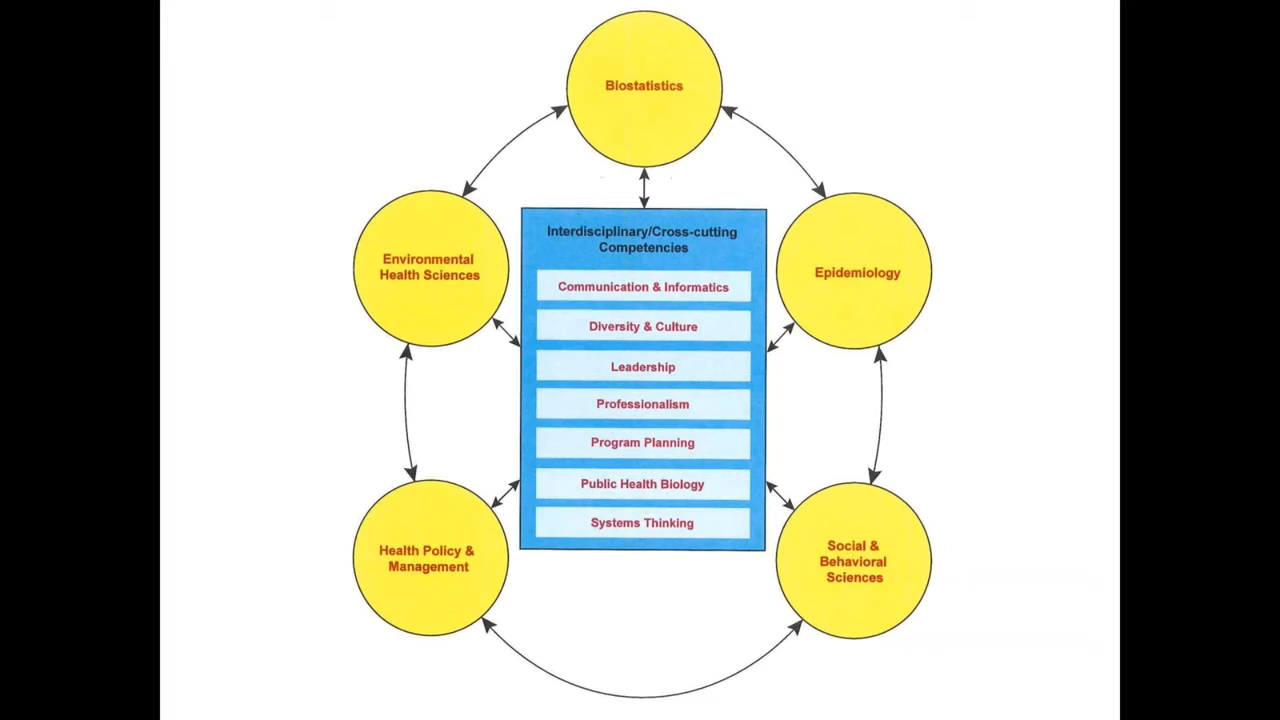 Biostatistics
Environmental
Health Sciences
Epidemiology
Interdisciplinary/Cross-cutting
Competencies
Communication & Informatics
Diversity & Culture
Leadership
Professionalism
Program Planning
Public Health Biology
Systems Thinking
Health Policy &
Management
Social &
Behavioral
Sciences